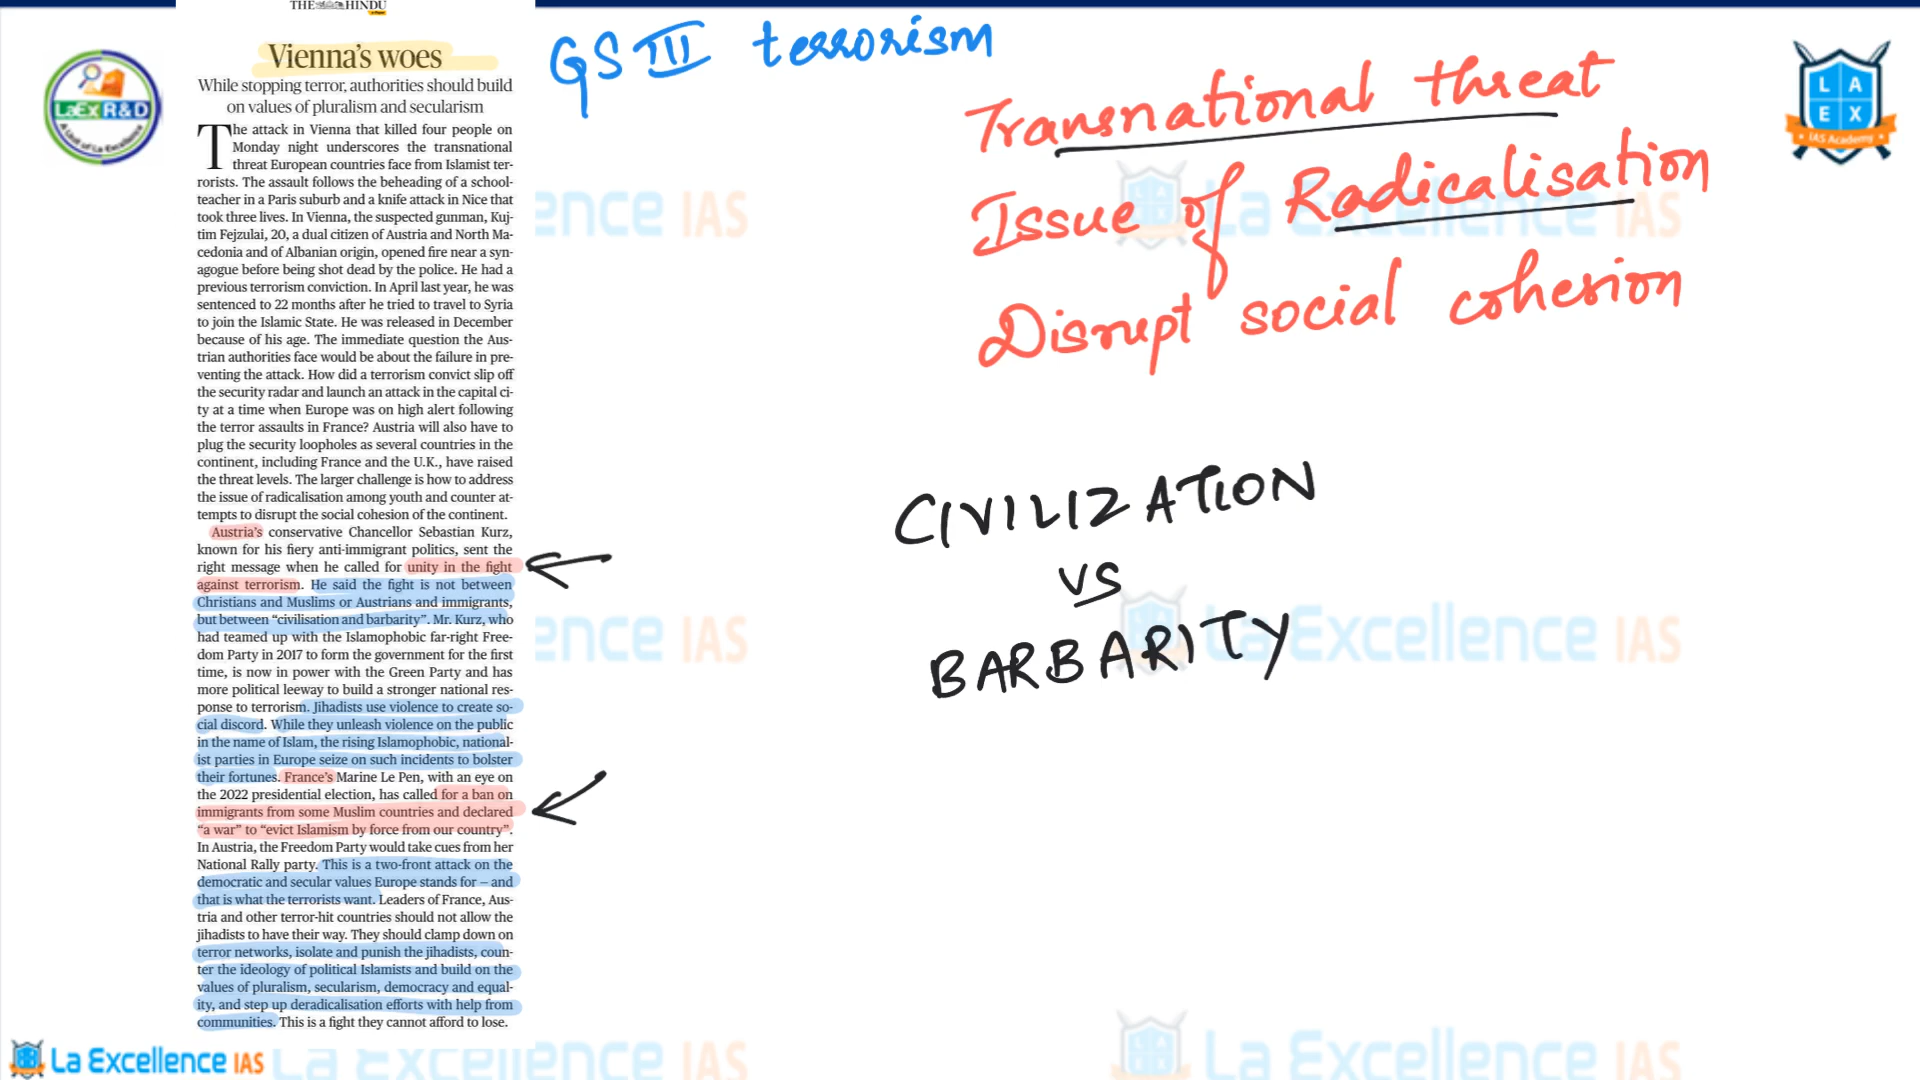 THE HINDU
Vienna's woes
While stopping terror, authorities should build
on values of pluralism and secularism
The attack in Vienna that killed four people on
Monday night underscores the transnational
threat European countries face from Islamist ter-
rorists. The assault follows the beheading of a school-
teacher in a Paris suburb and a knife attack in Nice that
took three lives. In Vienna, the suspected gunman, Kuj-
tim Fejzulai, 20, a dual citizen of Austria and North Ma-
cedonia and of Albanian origin, opened fire near a syn-
agogue before being shot dead by the police. He had a
previous terrorism conviction. In April last year, he was
sentenced to 22 months after he tried to travel to Syria
to join the Islamic State. He was released in December
because of his age. The immediate question the Aus-
trian authorities face would be about the failure in pre-
venting the attack. How did a terrorism convict slip off
the security radar and launch an attack in the capital ci-
ty at a time when Europe was on high alert following
the terror assaults in France? Austria will also have to
plug the security loopholes as several countries in the
continent, including France and the U.K., have raised
the threat levels. The larger challenge is how to address
the issue of radicalisation among youth and counter at-
tempts to disrupt the social cohesion of the continent.
Austria's conservative Chancellor Sebastian Kurz,
known for his fiery anti-immigrant politics, sent the
right message when he called for unity in the fight
against terrorism. He said the fight is not between
Christians and Muslims or Austrians and immigrants,
but between “civilisation and barbarity”. Mr. Kurz, who
had teamed up with the Islamophobic far-right Free-
dom Party in 2017 to form the government for the first
time, is now in power with the Green Party and has
more political leeway to build a stronger national res-
ponse to terrorism. Jihadists use violence to create so-
cial discord. While they unleash violence on the public
in the name of Islam, the rising Islamophobic, national-
ist parties in Europe seize on such incidents to bolster
their fortunes. France's Marine Le Pen, with an eye on
the 2022 presidential election, has called for a ban on
immigrants from some Muslim countries and declared
“a war” to “evict Islamism by force from our country”.
In Austria, the Freedom Party would take cues from her
National Rally party. This is a two-front attack on the
democratic and secular values Europe stands for – and
that is what the terrorists want. Leaders of France, Aus-
tria and other terror-hit countries should not allow the
jihadists to have their way. They should clamp down on
terror networks, isolate and punish the jihadists, coun-
ter the ideology of political Islamists and build on the
values of pluralism, secularism, democracy and equal-
ity, and step up deradicalisation efforts with help from
communities. This is a fight they cannot afford to lose.
GS III terrorism
Transnational threat
Issue of Radicalisation
Disrupt social cohesion
CIVILIZATION
VS
BARBARITY
LaEx R&D
A Unit of La Excellence
L A
E X
IAS Academy
ence IAS
La Excellence IAS
ence IAS
La Excellence IAS
La Excellence IAS
La Excellence IAS
La Excellence IAS